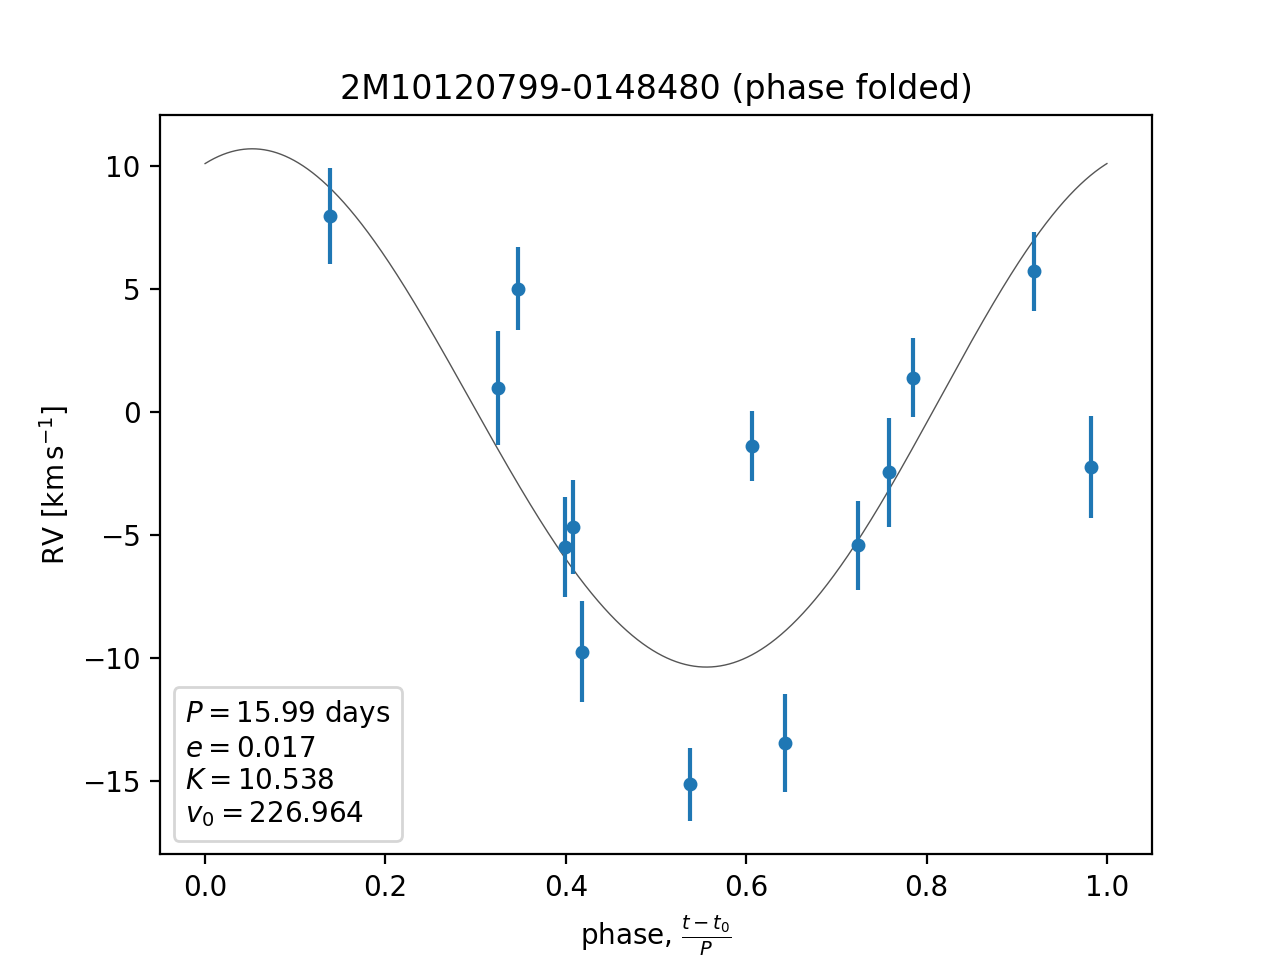 2M10120799-0148480 (phase folded)
RV [km s⁻¹]
10
5
0
−5
−10
−15
P = 15.99 days
e = 0.017
K = 10.538
v₀ = 226.964
0.0 0.2 0.4 0.6 0.8 1.0
phase, (t − t₀)/P